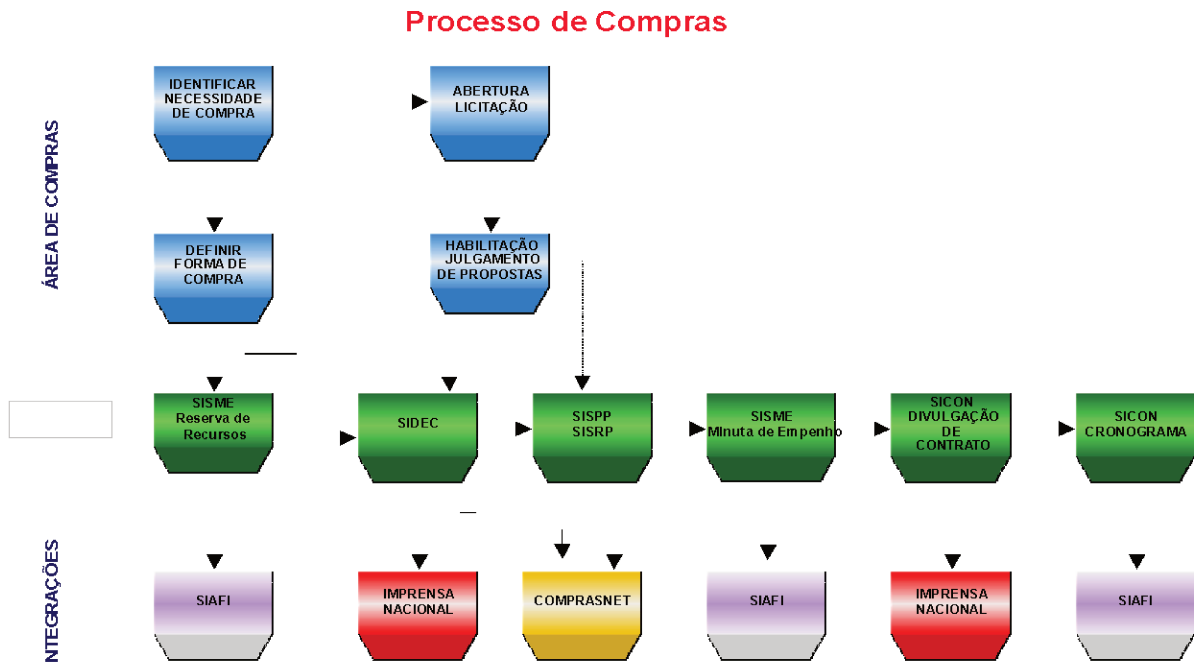 Processo de Compras
ÁREA DE COMPRAS
IDENTIFICAR
NECESSIDADE
DE COMPRA
ABERTURA
LICITAÇÃO
DEFINIR
FORMA DE
COMPRA
HABILITAÇÃO
JULGAMENTO
DE PROPOSTAS
SISME
Reserva de
Recursos
SIDEC
SISPP
SISRP
SISME
MInuta de Empenho
SICON
DIVULGAÇÃO
DE
CONTRATO
SICON
CRONOGRAMA
NTEGRAÇÕES
SIAFI
IMPRENSA
NACIONAL
COMPRASNET
SIAFI
IMPRENSA
NACIONAL
SIAFI